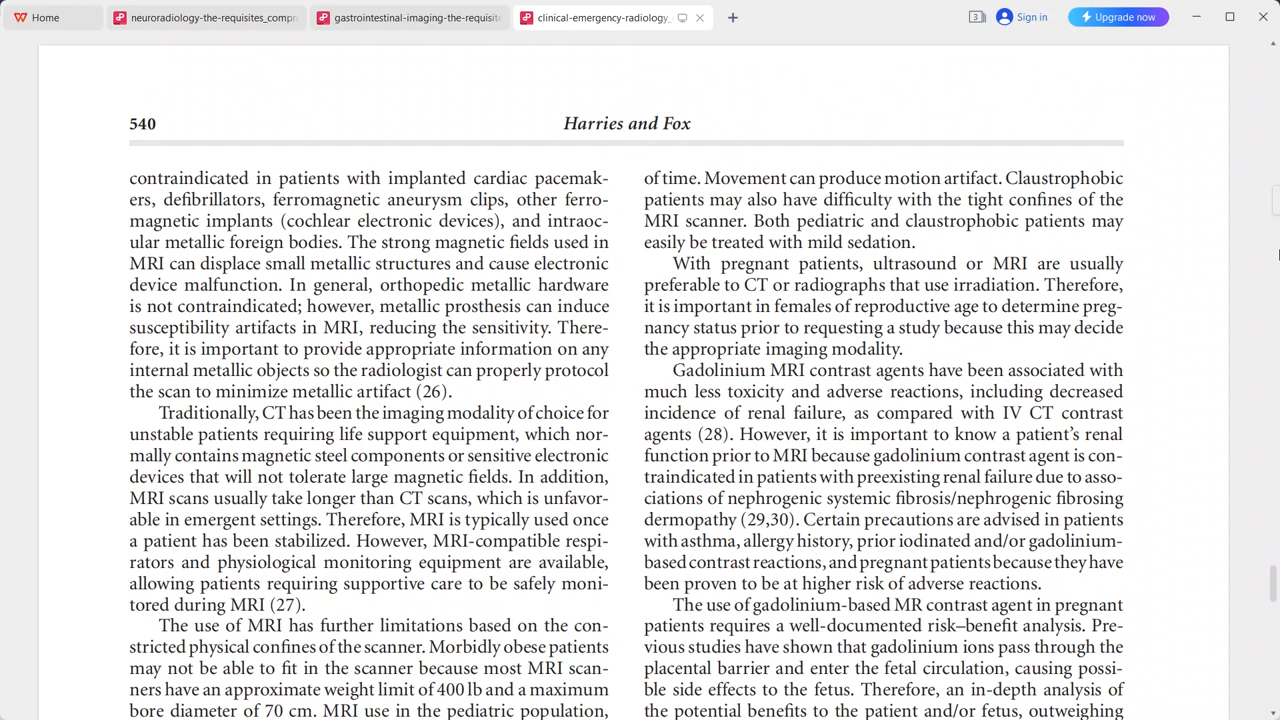 Home
neuroradiology-the-requisites_compr
gastrointestinal-imaging-the-requisite
clinical-emergency-radiology_
3
Sign in
Upgrade now
540
Harries and Fox
contraindicated in patients with implanted cardiac pacemak-
ers, defibrillators, ferromagnetic aneurysm clips, other ferro-
magnetic implants (cochlear electronic devices), and intraoc-
ular metallic foreign bodies. The strong magnetic fields used in
MRI can displace small metallic structures and cause electronic
device malfunction. In general, orthopedic metallic hardware
is not contraindicated; however, metallic prosthesis can induce
susceptibility artifacts in MRI, reducing the sensitivity. There-
fore, it is important to provide appropriate information on any
internal metallic objects so the radiologist can properly protocol
the scan to minimize metallic artifact (26).
Traditionally, CT has been the imaging modality of choice for
unstable patients requiring life support equipment, which nor-
mally contains magnetic steel components or sensitive electronic
devices that will not tolerate large magnetic fields. In addition,
MRI scans usually take longer than CT scans, which is unfavor-
able in emergent settings. Therefore, MRI is typically used once
a patient has been stabilized. However, MRI-compatible respi-
rators and physiological monitoring equipment are available,
allowing patients requiring supportive care to be safely moni-
tored during MRI (27).
The use of MRI has further limitations based on the con-
stricted physical confines of the scanner. Morbidly obese patients
may not be able to fit in the scanner because most MRI scan-
ners have an approximate weight limit of 400 lb and a maximum
bore diameter of 70 cm. MRI use in the pediatric population,
of time. Movement can produce motion artifact. Claustrophobic
patients may also have difficulty with the tight confines of the
MRI scanner. Both pediatric and claustrophobic patients may
easily be treated with mild sedation.
With pregnant patients, ultrasound or MRI are usually
preferable to CT or radiographs that use irradiation. Therefore,
it is important in females of reproductive age to determine preg-
nancy status prior to requesting a study because this may decide
the appropriate imaging modality.
Gadolinium MRI contrast agents have been associated with
much less toxicity and adverse reactions, including decreased
incidence of renal failure, as compared with IV CT contrast
agents (28). However, it is important to know a patient's renal
function prior to MRI because gadolinium contrast agent is con-
traindicated in patients with preexisting renal failure due to asso-
ciations of nephrogenic systemic fibrosis/nephrogenic fibrosing
dermopathy (29,30). Certain precautions are advised in patients
with asthma, allergy history, prior iodinated and/or gadolinium-
based contrast reactions, and pregnant patients because they have
been proven to be at higher risk of adverse reactions.
The use of gadolinium-based MR contrast agent in pregnant
patients requires a well-documented risk–benefit analysis. Pre-
vious studies have shown that gadolinium ions pass through the
placental barrier and enter the fetal circulation, causing possi-
ble side effects to the fetus. Therefore, an in-depth analysis of
the potential benefits to the patient and/or fetus, outweighing